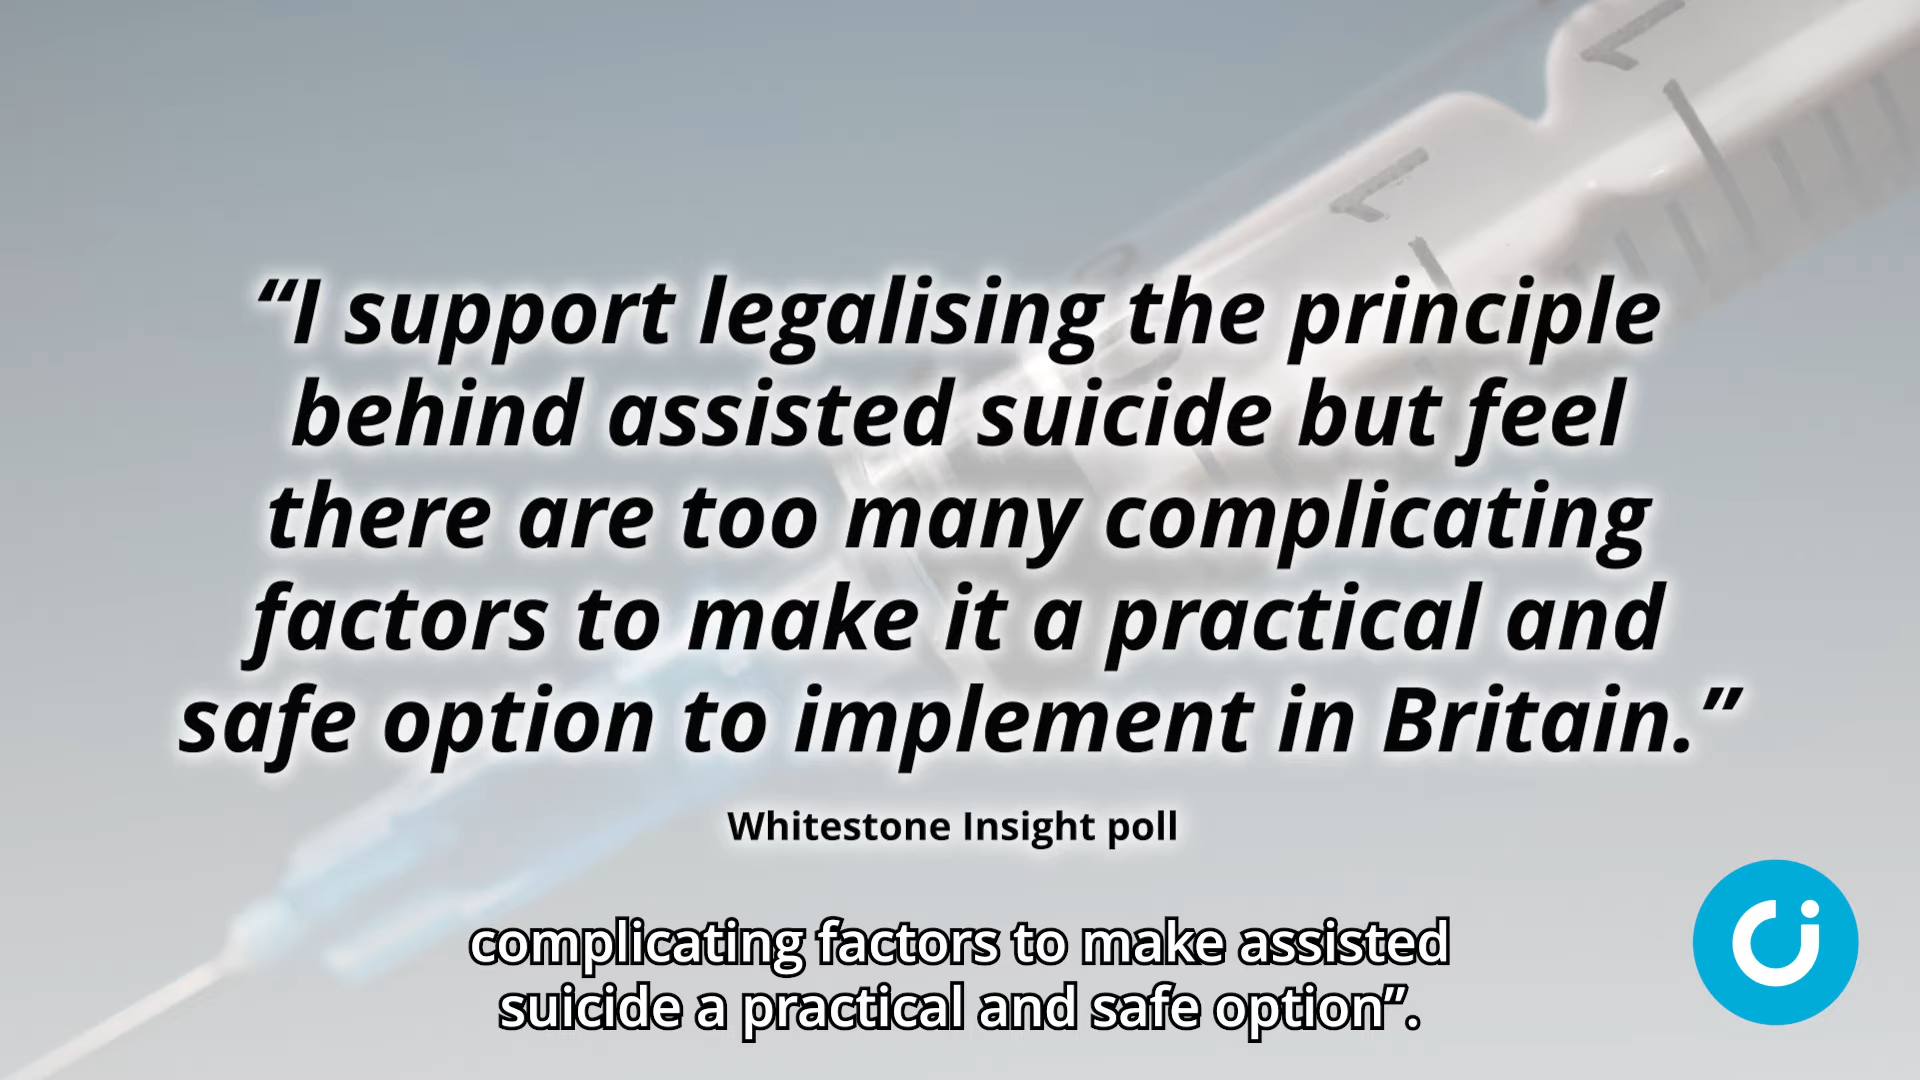 “I support legalising the principle
behind assisted suicide but feel
there are too many complicating
factors to make it a practical and
safe option to implement in Britain.”
Whitestone Insight poll
complicating factors to make assisted
suicide a practical and safe option”.